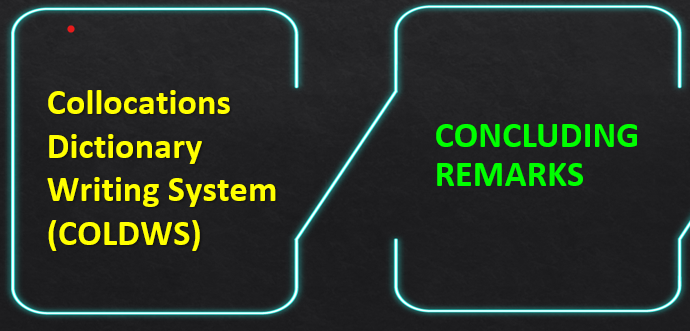 Collocations
Dictionary
Writing System
(COLDWS)
CONCLUDING
REMARKS